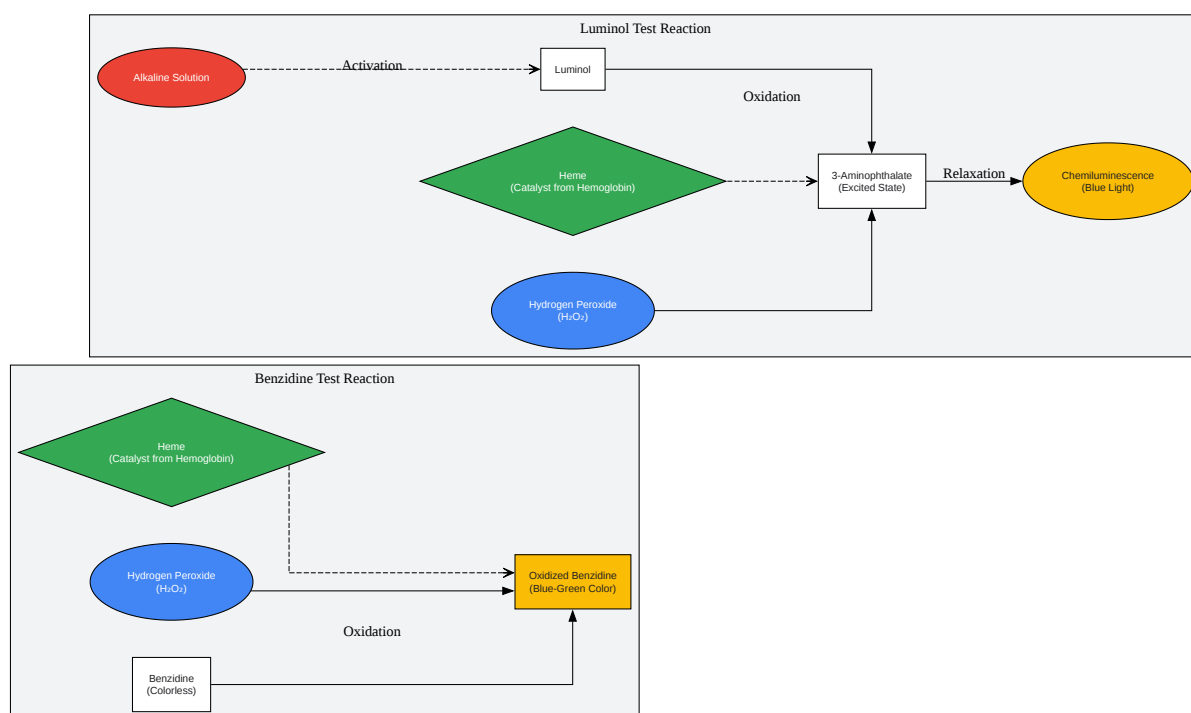 Luminol Test Reaction
Alkaline Solution
Activation
Luminol
Oxidation
Heme
(Catalyst from Hemoglobin)
3-Aminophthalate
(Excited State)
Relaxation
Chemiluminescence
(Blue Light)
Hydrogen Peroxide
(H₂O₂)
Benzidine Test Reaction
Heme
(Catalyst from Hemoglobin)
Hydrogen Peroxide
(H₂O₂)
Oxidized Benzidine
(Blue-Green Color)
Oxidation
Benzidine
(Colorless)